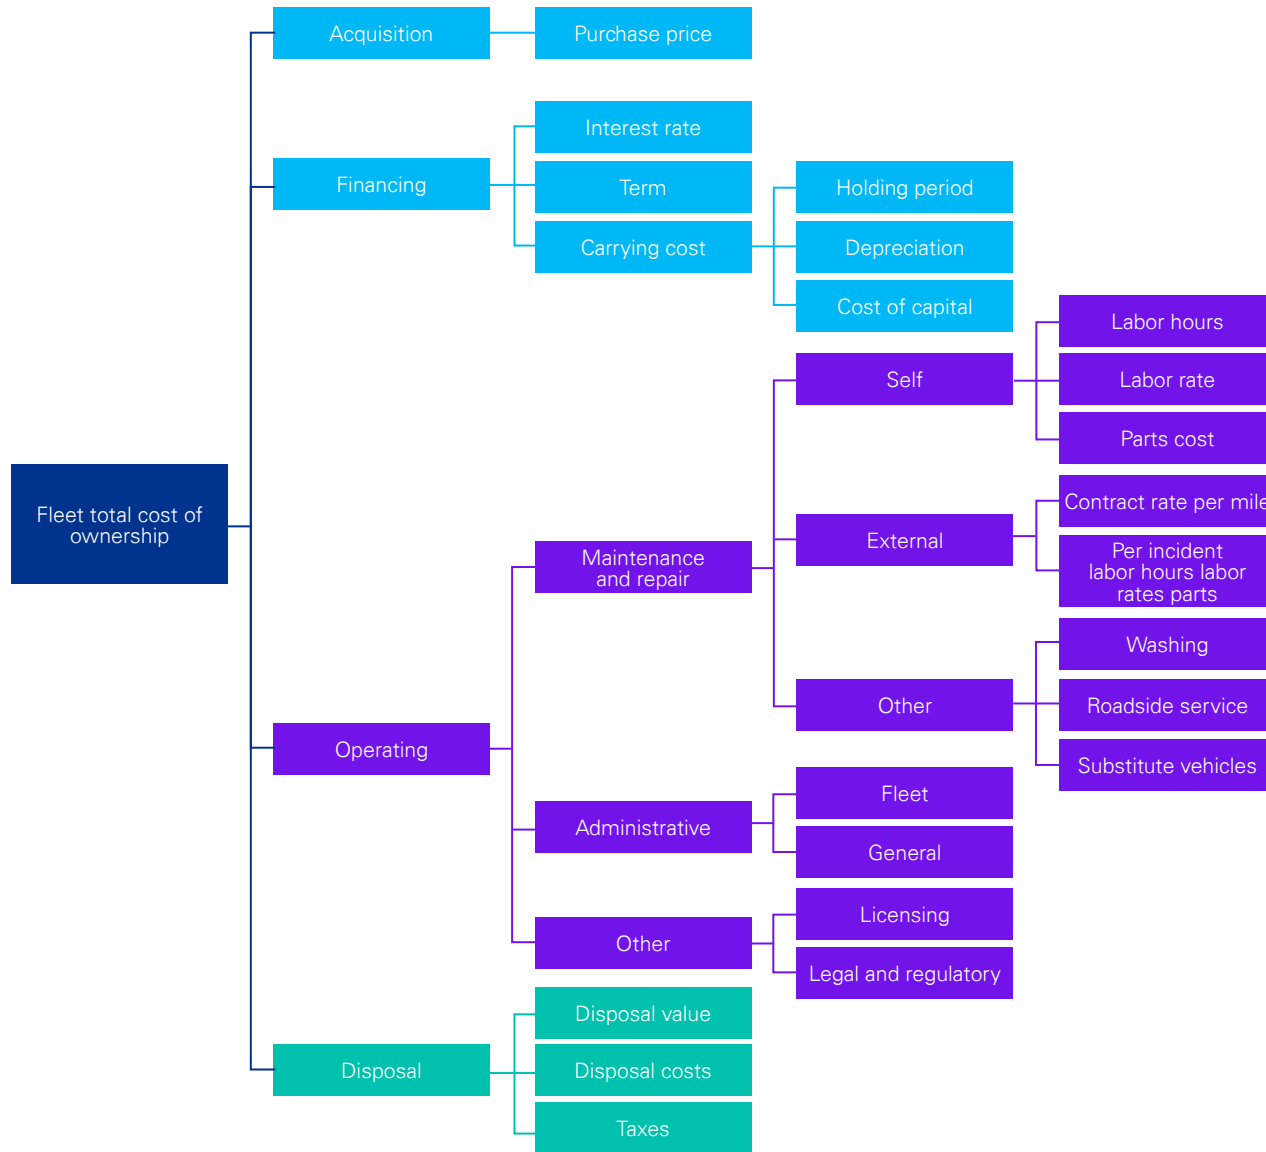 Acquisition
Purchase price
Interest rate
Financing
Term
Carrying cost
Holding period
Depreciation
Cost of capital
Labor hours
Self
Labor rate
Parts cost
Fleet total cost of
ownership
Maintenance
and repair
External
Contract rate per mile
Per incident
labor hours labor
rates parts
Other
Washing
Roadside service
Substitute vehicles
Operating
Administrative
Fleet
General
Other
Licensing
Legal and regulatory
Disposal
Disposal value
Disposal costs
Taxes